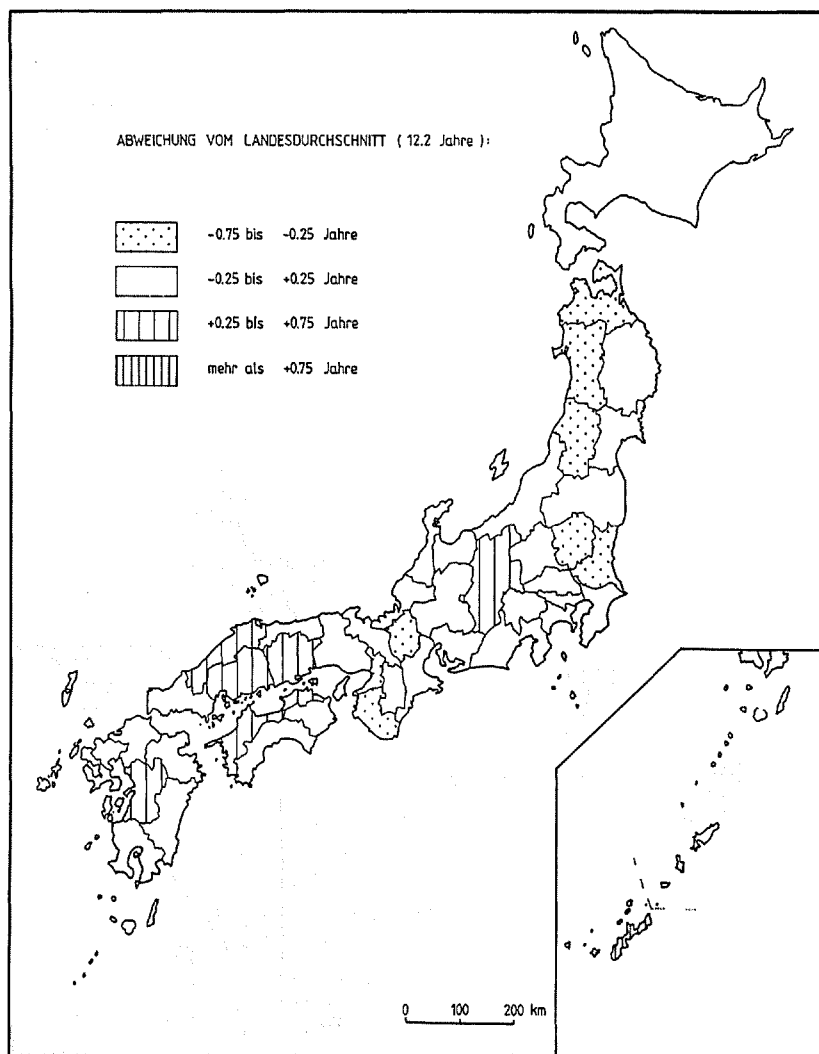 ABWEICHUNG VOM LANDESDURCHSCHNITT ( 12.2 Jahre ):
-0.75 bis -0.25 Jahre
-0.25 bis +0.25 Jahre
+0.25 bis +0.75 Jahre
mehr als +0.75 Jahre
0 100 200 km